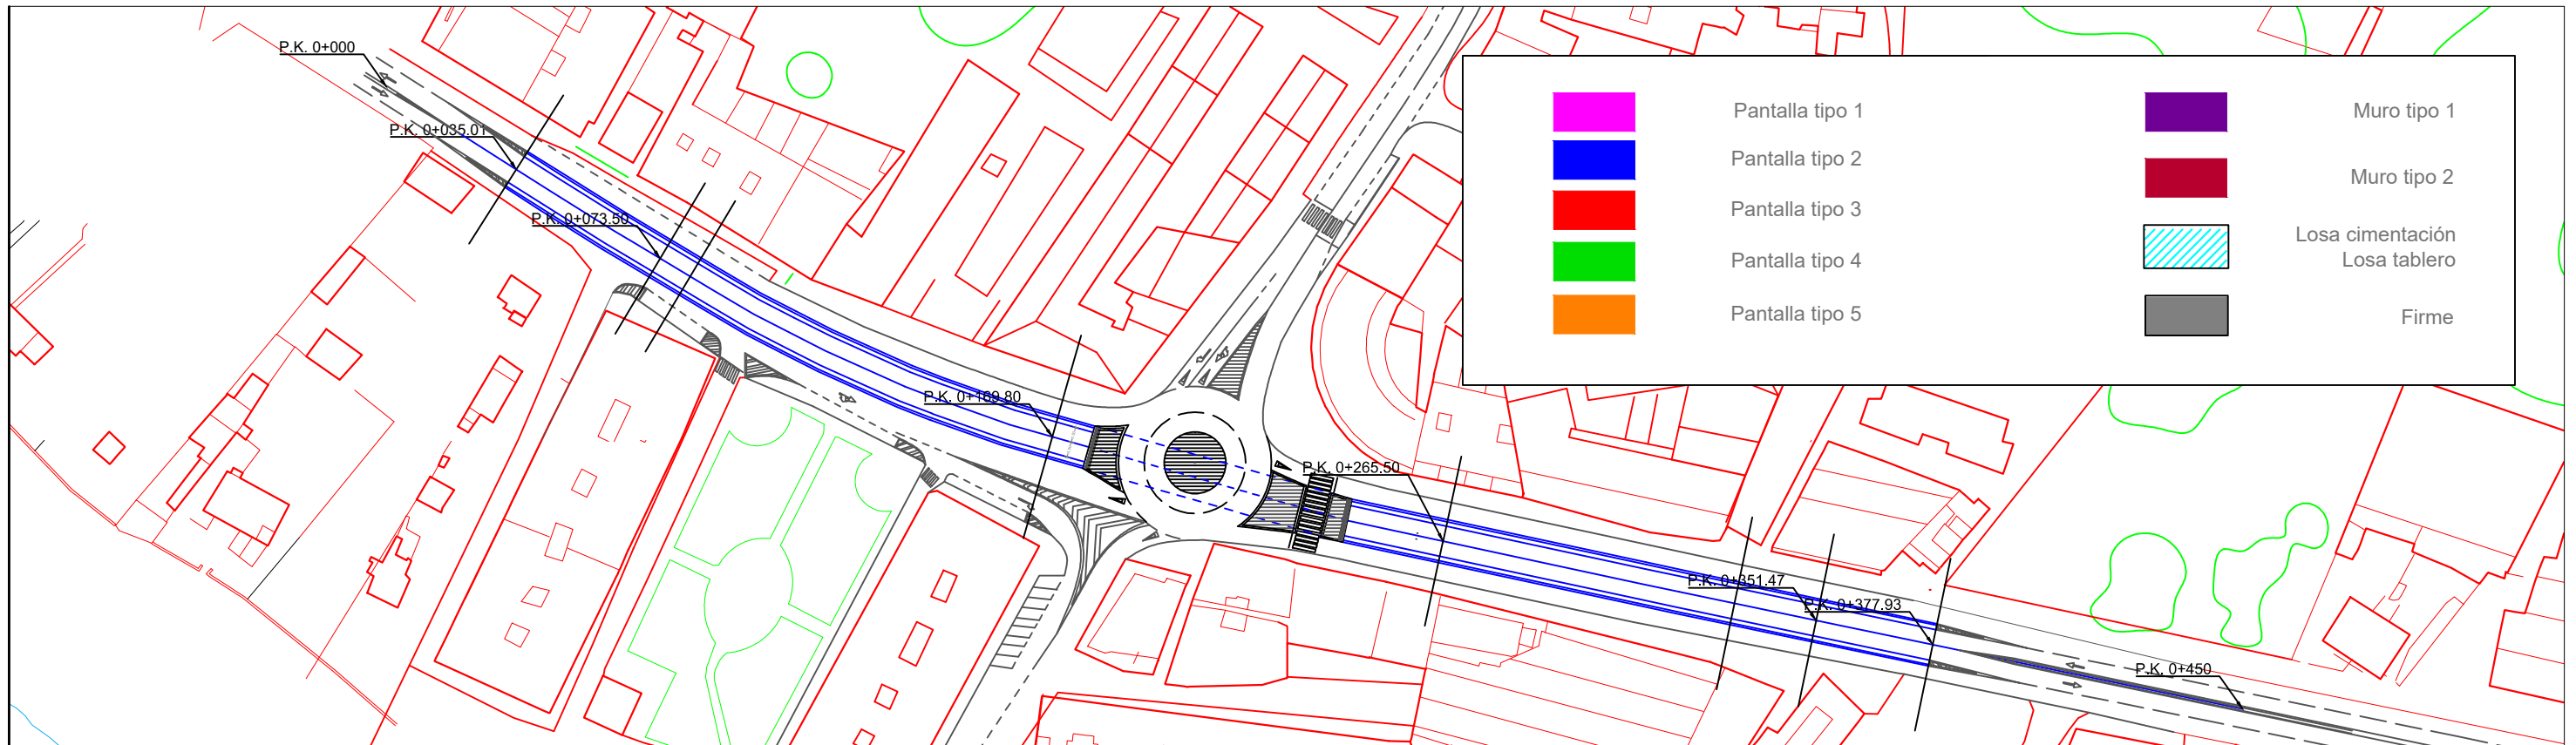 P.K. 0+000
P.K. 0+035.01
P.K. 0+073.50
P.K. 0+169.80
P.K. 0+265.50
P.K. 0+351.47
P.K. 0+377.93
P.K. 0+450
Pantalla tipo 1
Pantalla tipo 2
Pantalla tipo 3
Pantalla tipo 4
Pantalla tipo 5
Muro tipo 1
Muro tipo 2
Losa cimentación
Losa tablero
Firme